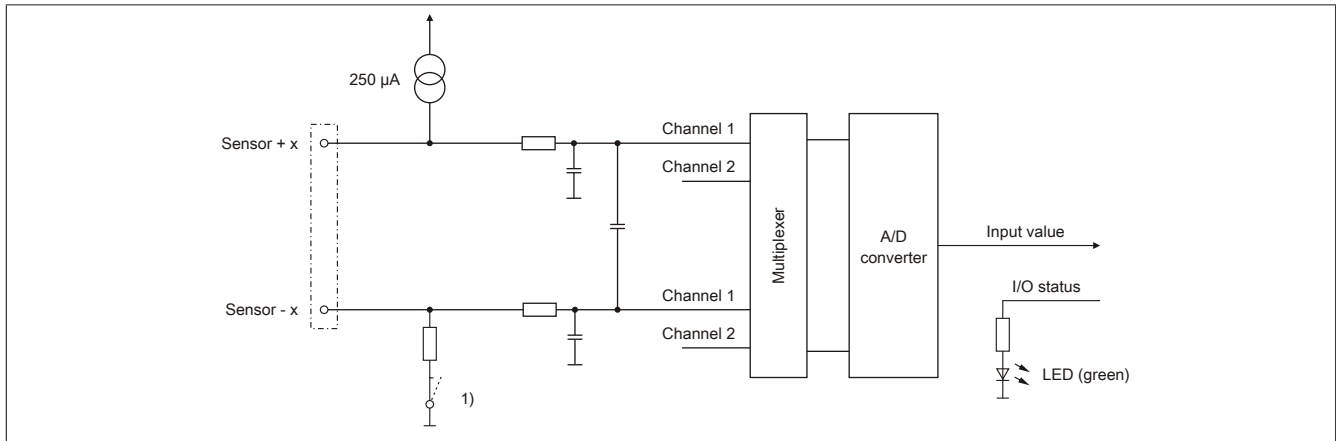 250 µA
Sensor + x
Channel 1
Channel 2
Multiplexer
A/D
converter
Input value
I/O status
Sensor - x
Channel 1
Channel 2
LED (green)
1)